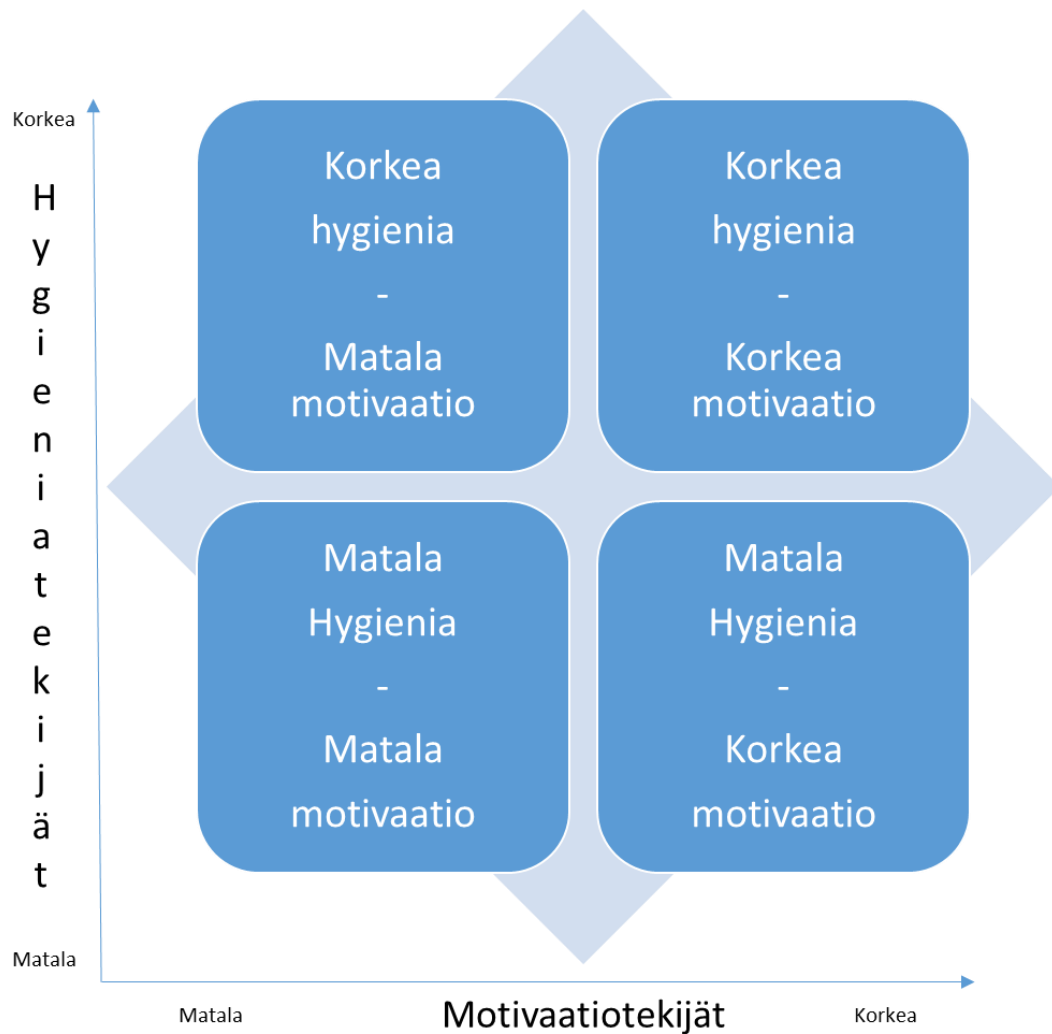 Korkea
Hygieniatekijät
Matala
Korkea
hygienia
-
Matala
motivaatio
Korkea
hygienia
-
Korkea
motivaatio
Matala
Hygienia
-
Matala
motivaatio
Matala
Hygienia
-
Korkea
motivaatio
Matala
Motivaatiotekijät
Korkea